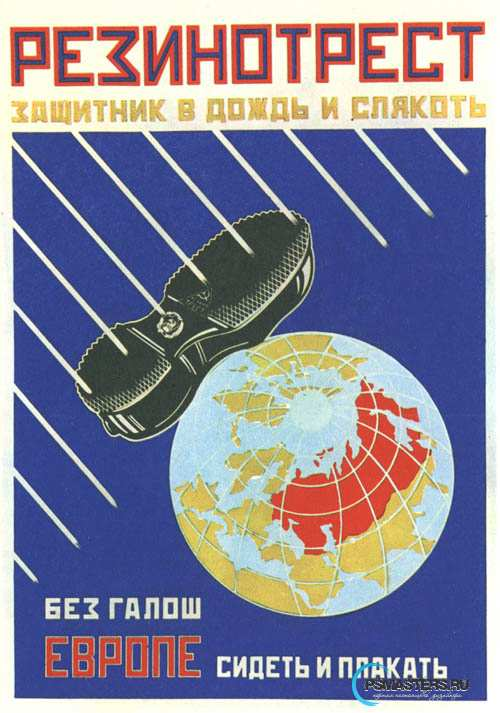 РЕЗИНОТРЕСТ
ЗАЩИТНИК В ДОЖДЬ И СЛЯКОТЬ
БЕЗ ГАЛОШ
ЕВРОПЕ СИДЕТЬ И ПЛАКАТЬ
PSMASTERS.RU